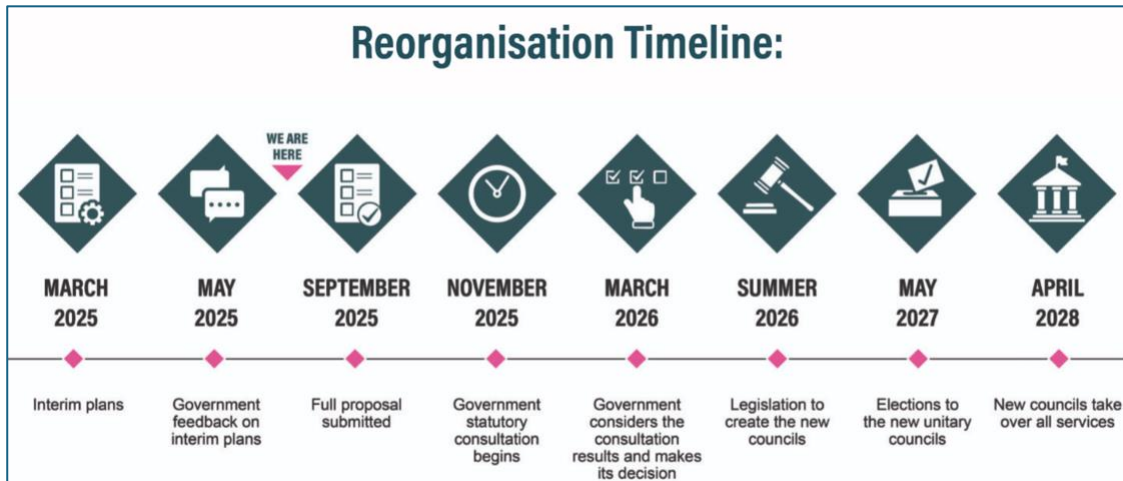 Reorganisation Timeline:
WE ARE
HERE
MARCH
2025
MAY
2025
SEPTEMBER
2025
NOVEMBER
2025
MARCH
2026
SUMMER
2026
MAY
2027
APRIL
2028
Interim plans
Government
feedback on
interim plans
Full proposal
submitted
Government
statutory
consultation
begins
Government
considers the
consultation
results and makes
its decision
Legislation to
create the new
councils
Elections to
the new unitary
councils
New councils take
over all services